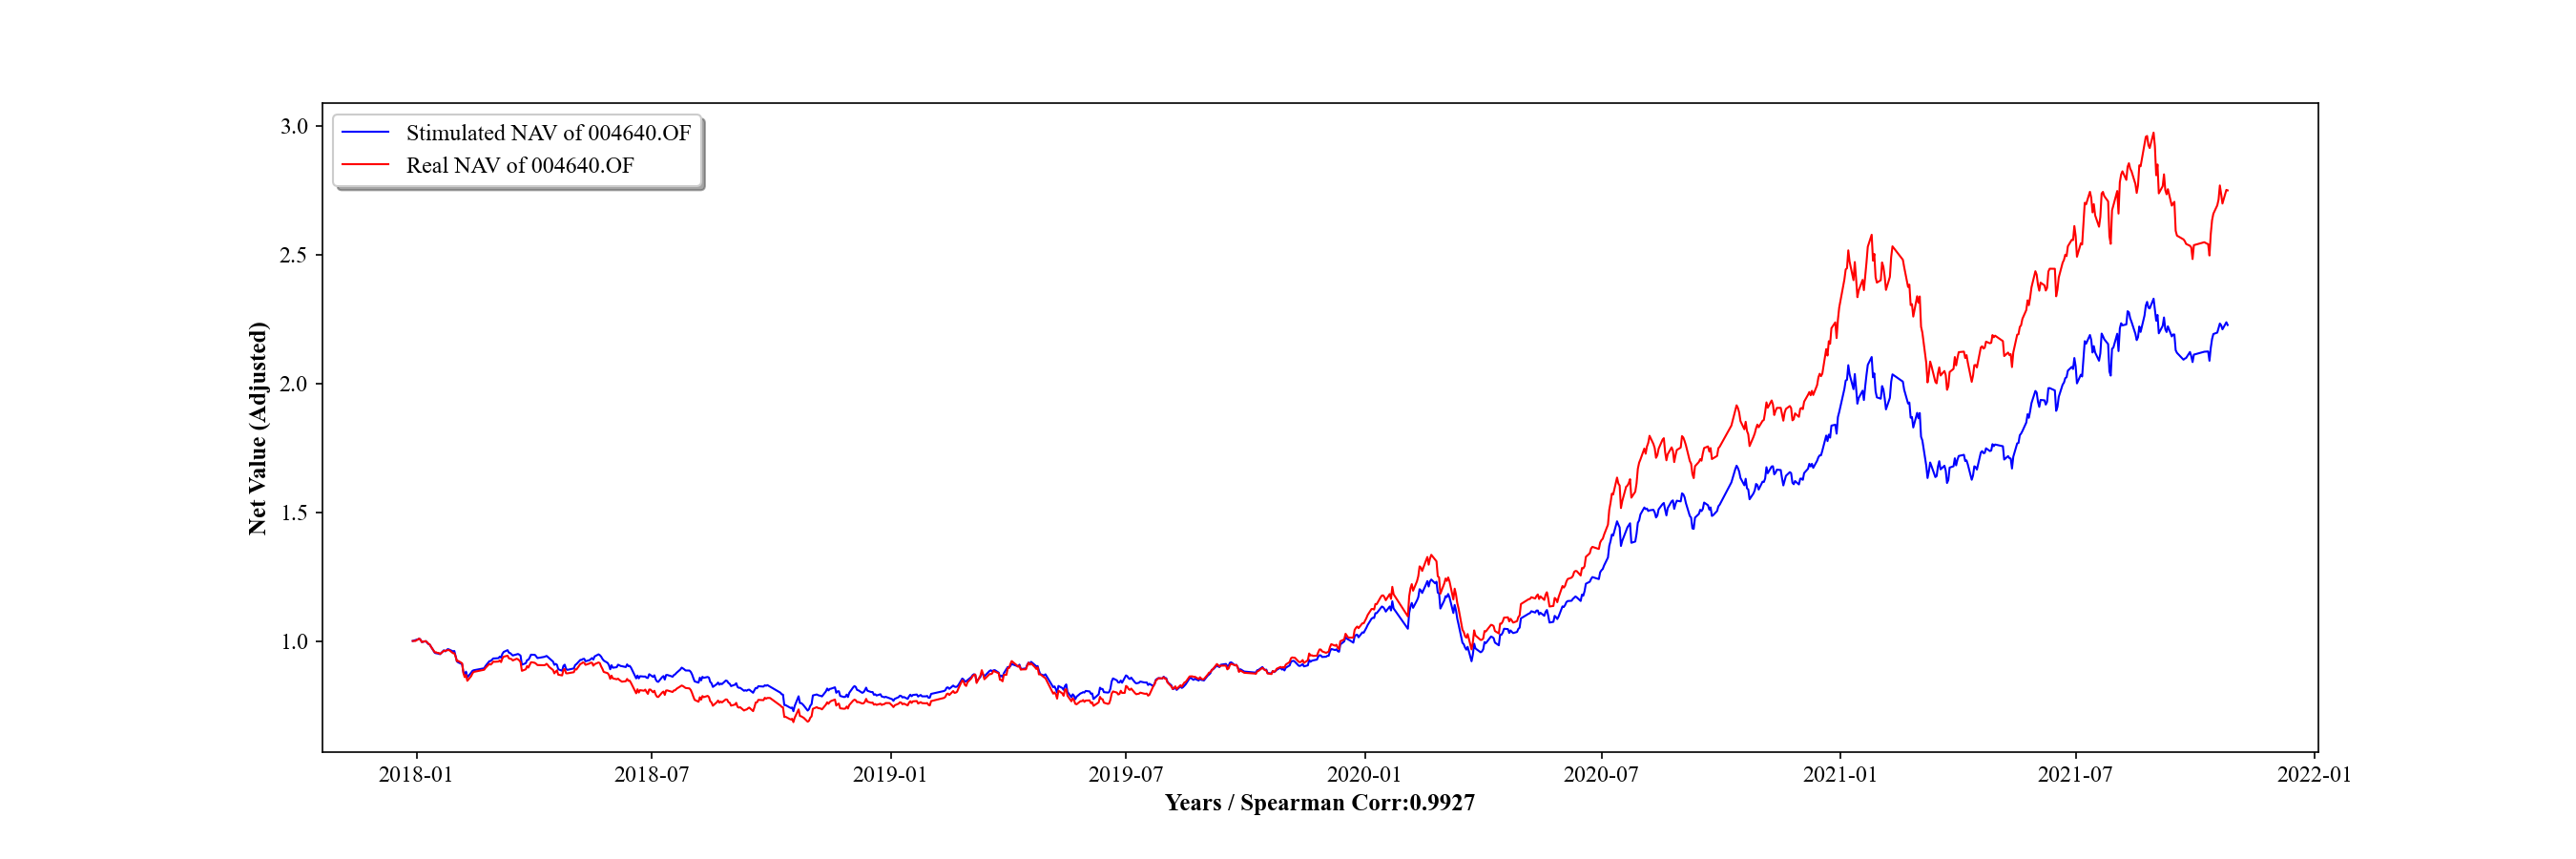 Stimulated NAV of 004640.OF
Real NAV of 004640.OF
3.0
2.5
2.0
1.5
1.0
Net Value (Adjusted)
2018-01 2018-07 2019-01 2019-07 2020-01 2020-07 2021-01 2021-07 2022-01
Years / Spearman Corr:0.9927